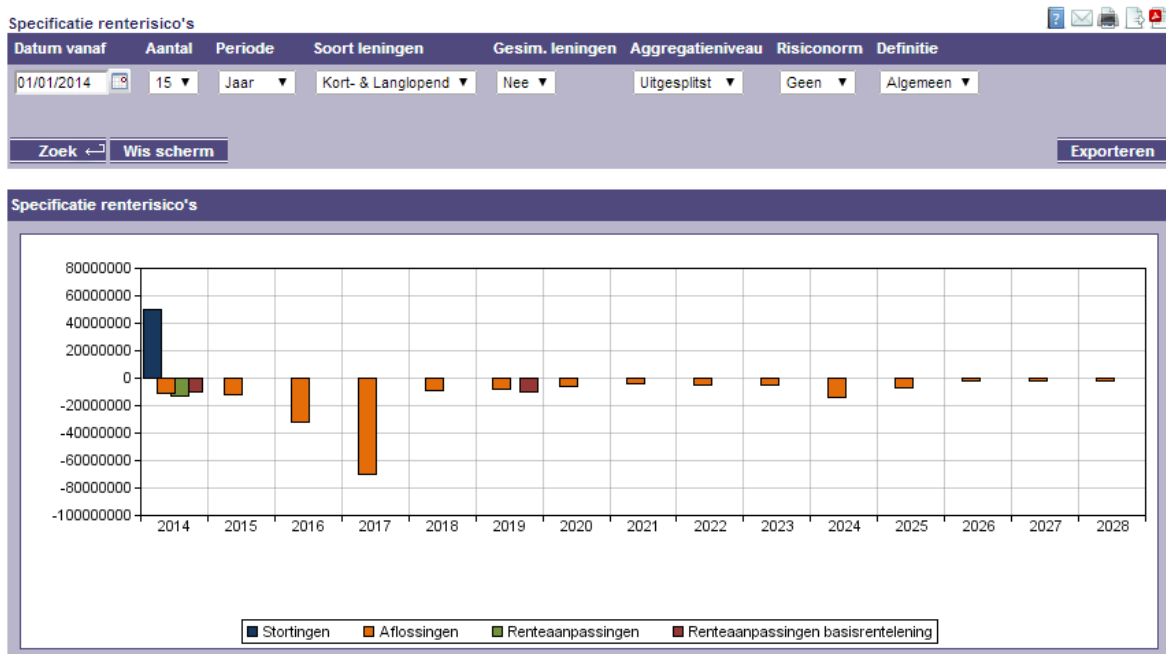 Specificatie renterisico's
Datum vanaf Aantal Periode Soort leningen Gesim. leningen Aggregatieniveau Risiconorm Definitie
01/01/2014 15 ▼ Jaar ▼ Kort- & Langlopend ▼ Nee ▼ Uitgesplitst ▼ Geen ▼ Algemeen ▼
Zoek Wis scherm Exporteren
Specificatie renterisico's
80000000
60000000
40000000
20000000
0
-20000000
-40000000
-60000000
-80000000
-100000000
2014 2015 2016 2017 2018 2019 2020 2021 2022 2023 2024 2025 2026 2027 2028
Stortingen Aflossingen Renteaanpassingen Renteaanpassingen basisrentelening